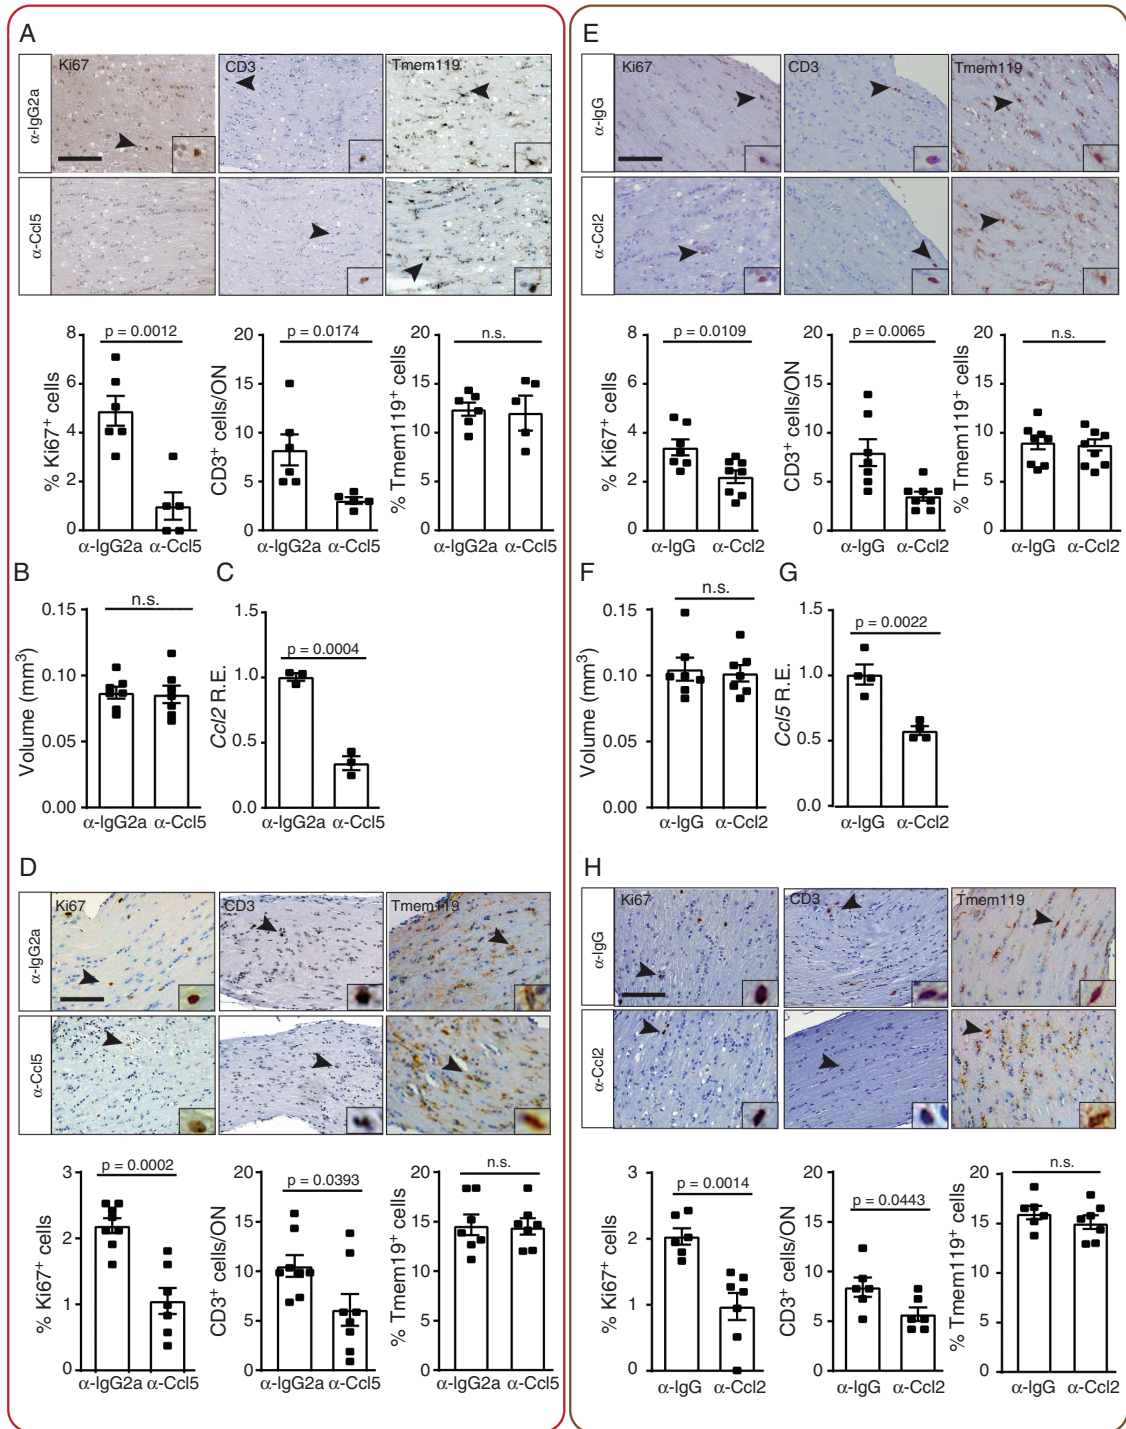 A
Ki67
CD3
Tmem119
α-IgG2a
α-Ccl5
8
6
4
2
0
% Ki67+ cells
p = 0.0012
α-IgG2a α-Ccl5
20
15
10
5
0
CD3+ cells/ON
p = 0.0174
α-IgG2a α-Ccl5
20
15
10
5
0
% Tmem119+ cells
n.s.
α-IgG2a α-Ccl5
B
0.15
0.10
0.05
0.00
Volume (mm3)
n.s.
α-IgG2a α-Ccl5
C
1.5
1.0
0.5
0.0
Ccl2 R.E.
p = 0.0004
α-IgG2a α-Ccl5
D
Ki67
CD3
Tmem119
α-IgG2a
α-Ccl5
3
2
1
0
% Ki67+ cells
p = 0.0002
α-IgG2a α-Ccl5
20
15
10
5
0
CD3+ cells/ON
p = 0.0393
α-IgG2a α-Ccl5
20
15
10
5
0
% Tmem19+ cells
n.s.
α-IgG2a α-Ccl5
E
Ki67
CD3
Tmem119
α-IgG
α-Ccl2
8
6
4
2
0
% Ki67+ cells
p = 0.0109
α-IgG α-Ccl2
20
15
10
5
0
CD3+ cells/ON
p = 0.0065
α-IgG α-Ccl2
20
15
10
5
0
% Tmem119+ cells
n.s.
α-IgG α-Ccl2
F
0.15
0.10
0.05
0.00
Volume (mm3)
n.s.
α-IgG α-Ccl2
G
1.5
1.0
0.5
0.0
Ccl5 R.E.
p = 0.0022
α-IgG α-Ccl2
H
Ki67
CD3
Tmem119
α-IgG
α-Ccl2
3
2
1
0
% Ki67+ cells
p = 0.0014
α-IgG α-Ccl2
20
15
10
5
0
CD3+ cells/ON
p = 0.0443
α-IgG α-Ccl2
20
15
10
5
0
% Tmem119+ cells
n.s.
α-IgG α-Ccl2